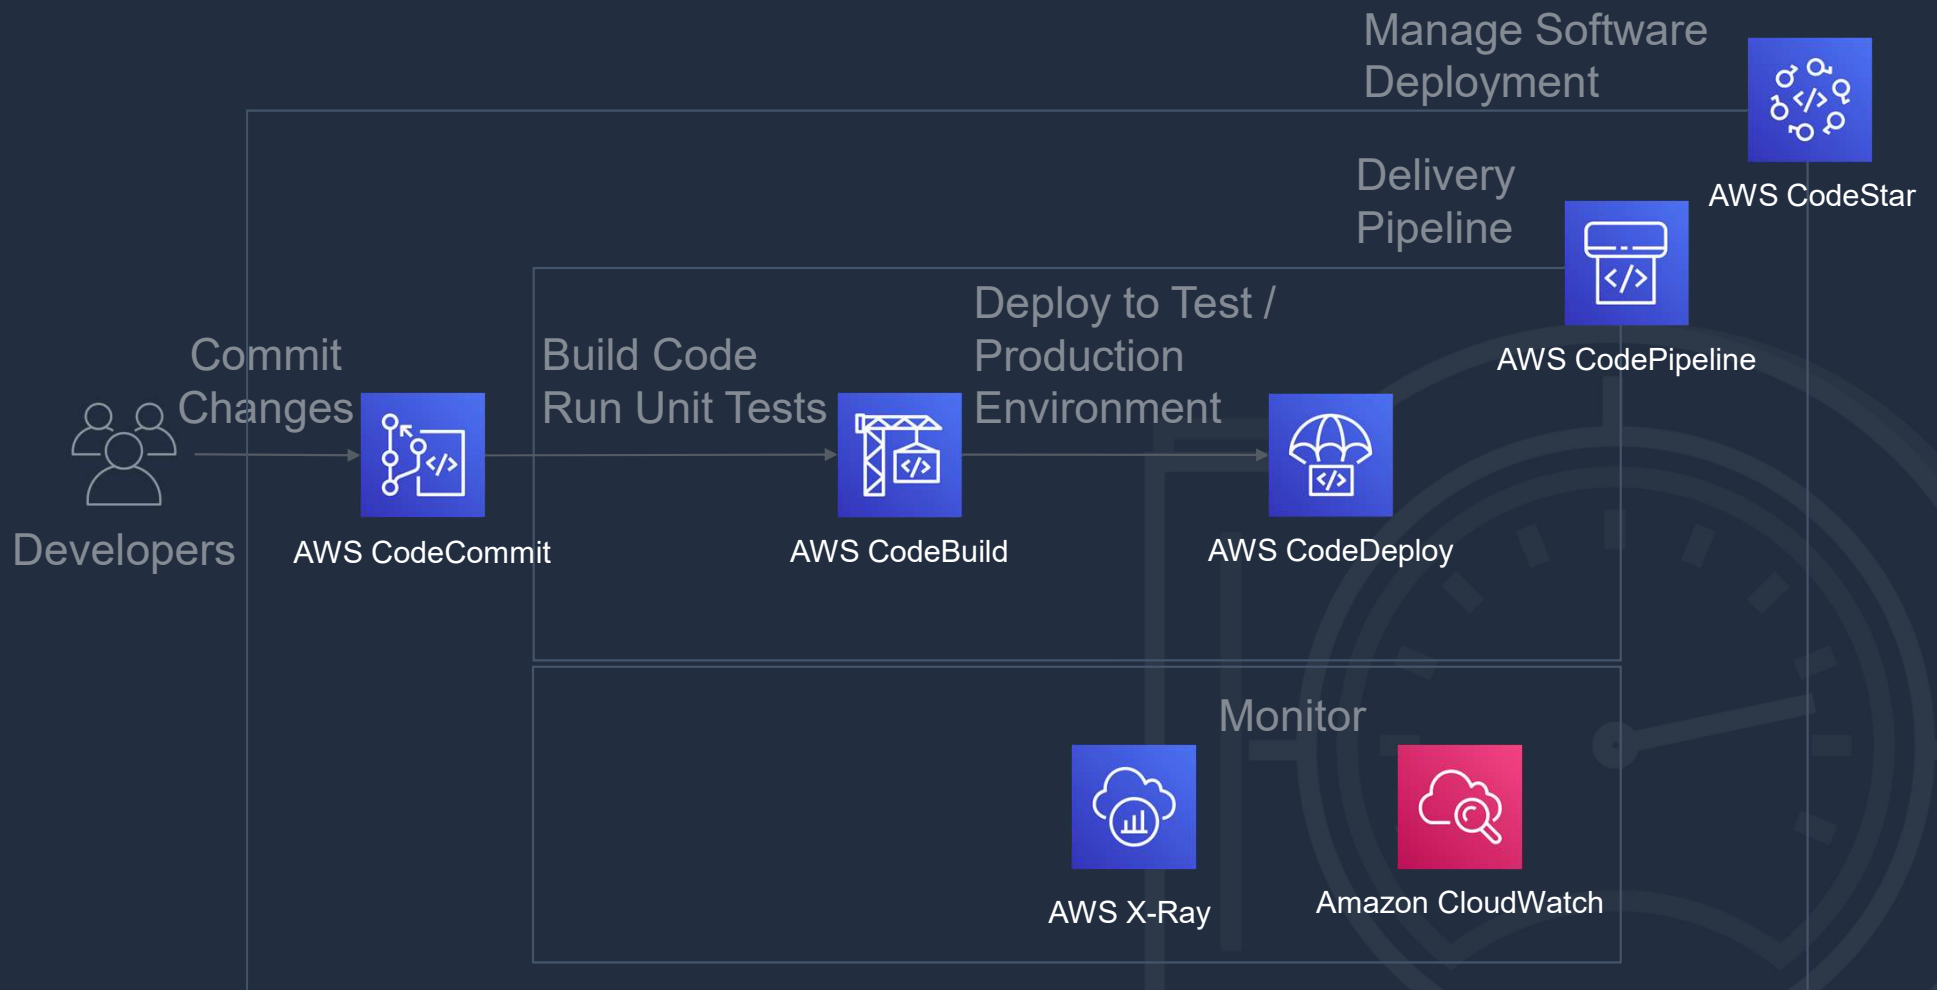 Manage Software
Deployment
AWS CodeStar
Delivery
Pipeline
AWS CodePipeline
Commit
Changes
Build Code
Run Unit Tests
Deploy to Test /
Production
Environment
Developers
AWS CodeCommit
AWS CodeBuild
AWS CodeDeploy
Monitor
AWS X-Ray
Amazon CloudWatch